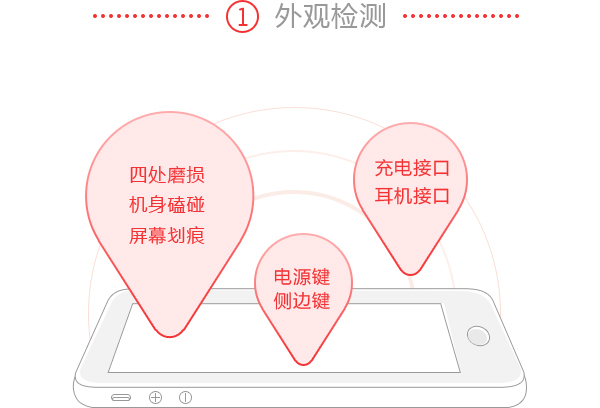 ① 外观检测
四处磨损
机身磕碰
屏幕划痕
充电接口
耳机接口
电源键
侧边键